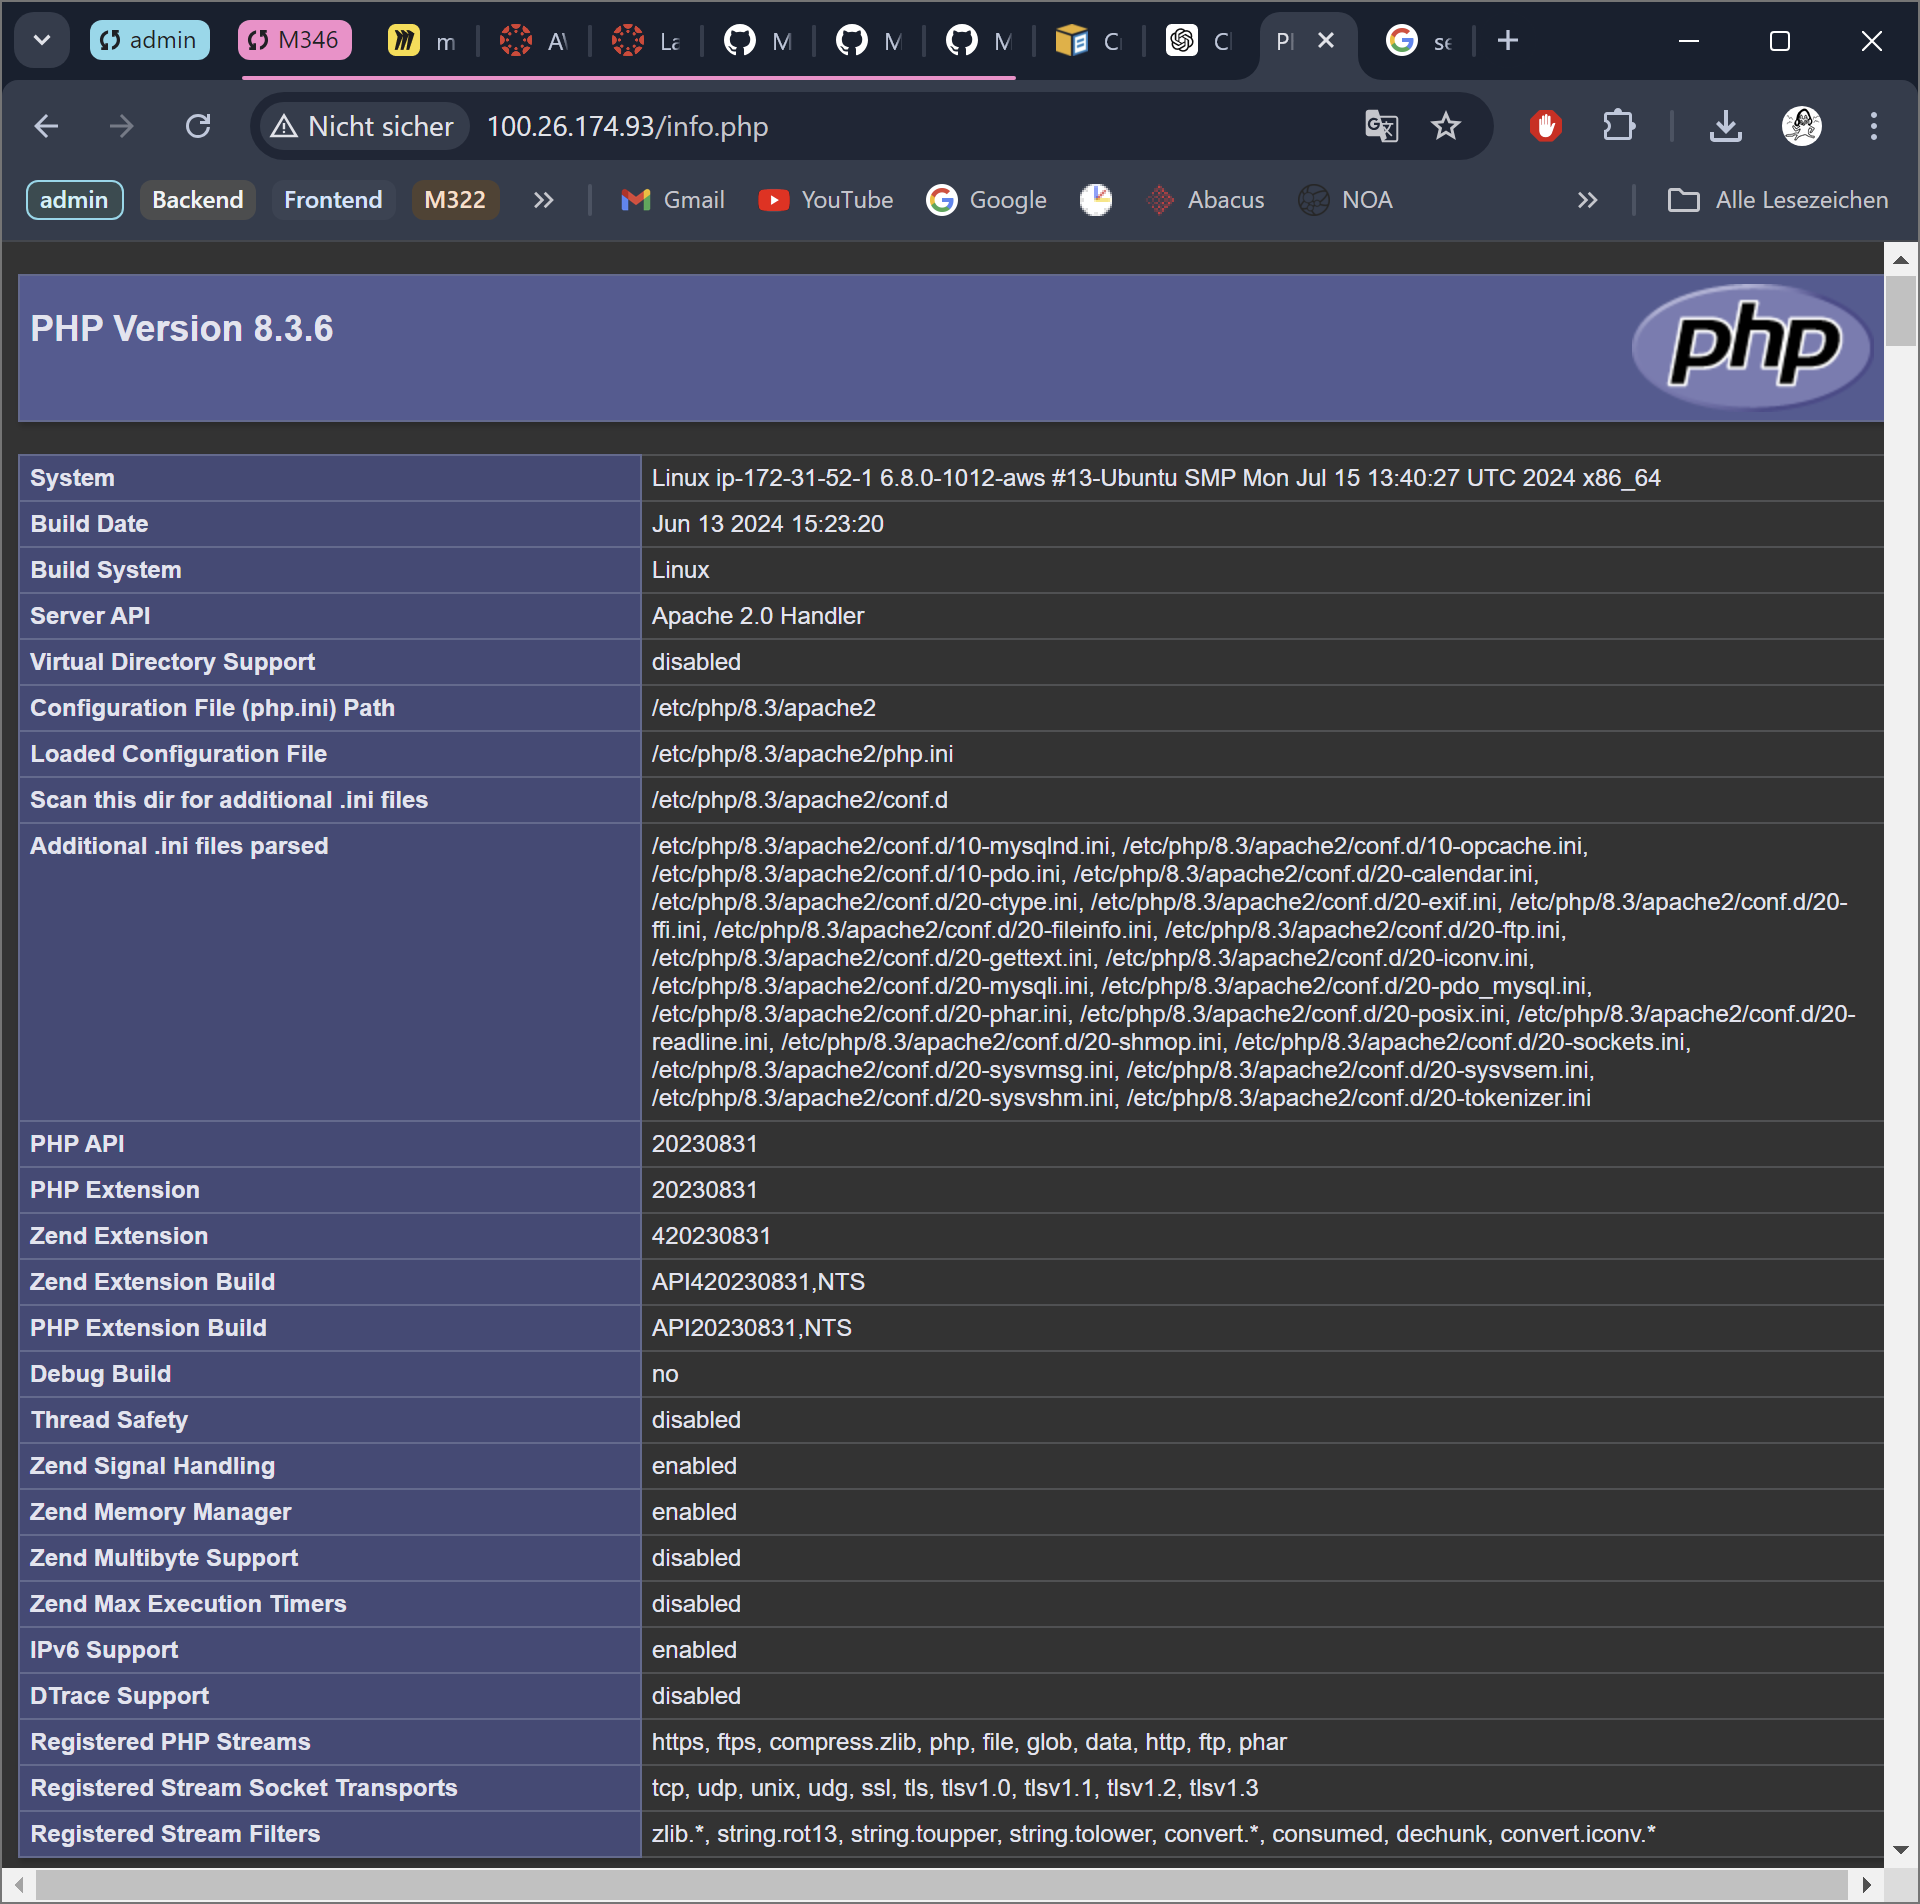 admin M346 m C
Nicht sicher 100.26.174.93/info.php
admin Backend Frontend M322 Gmail YouTube Google Abacus NOA Alle Lesezeichen
PHP Version 8.3.6
php
System Linux ip-172-31-52-1 6.8.0-1012-aws #13-Ubuntu SMP Mon Jul 15 13:40:27 UTC 2024 x86_64
Build Date Jun 13 2024 15:23:20
Build System Linux
Server API Apache 2.0 Handler
Virtual Directory Support disabled
Configuration File (php.ini) Path /etc/php/8.3/apache2
Loaded Configuration File /etc/php/8.3/apache2/php.ini
Scan this dir for additional .ini files /etc/php/8.3/apache2/conf.d
Additional .ini files parsed /etc/php/8.3/apache2/conf.d/10-mysqlnd.ini, /etc/php/8.3/apache2/conf.d/10-opcache.ini,
/etc/php/8.3/apache2/conf.d/10-pdo.ini, /etc/php/8.3/apache2/conf.d/20-calendar.ini,
/etc/php/8.3/apache2/conf.d/20-ctype.ini, /etc/php/8.3/apache2/conf.d/20-exif.ini, /etc/php/8.3/apache2/conf.d/20-
ffi.ini, /etc/php/8.3/apache2/conf.d/20-fileinfo.ini, /etc/php/8.3/apache2/conf.d/20-ftp.ini,
/etc/php/8.3/apache2/conf.d/20-gettext.ini, /etc/php/8.3/apache2/conf.d/20-iconv.ini,
/etc/php/8.3/apache2/conf.d/20-mysqli.ini, /etc/php/8.3/apache2/conf.d/20-pdo_mysql.ini,
/etc/php/8.3/apache2/conf.d/20-phar.ini, /etc/php/8.3/apache2/conf.d/20-posix.ini, /etc/php/8.3/apache2/conf.d/20-
readline.ini, /etc/php/8.3/apache2/conf.d/20-shmop.ini, /etc/php/8.3/apache2/conf.d/20-sockets.ini,
/etc/php/8.3/apache2/conf.d/20-sysvmsg.ini, /etc/php/8.3/apache2/conf.d/20-sysvsem.ini,
/etc/php/8.3/apache2/conf.d/20-sysvshm.ini, /etc/php/8.3/apache2/conf.d/20-tokenizer.ini
PHP API 20230831
PHP Extension 20230831
Zend Extension 420230831
Zend Extension Build API420230831,NTS
PHP Extension Build API20230831,NTS
Debug Build no
Thread Safety disabled
Zend Signal Handling enabled
Zend Memory Manager enabled
Zend Multibyte Support disabled
Zend Max Execution Timers disabled
IPv6 Support enabled
DTrace Support disabled
Registered PHP Streams https, ftps, compress.zlib, php, file, glob, data, http, ftp, phar
Registered Stream Socket Transports tcp, udp, unix, udg, ssl, tls, tlsv1.0, tlsv1.1, tlsv1.2, tlsv1.3
Registered Stream Filters zlib.*, string.rot13, string.toupper, string.tolower, convert.*, consumed, dechunk, convert.iconv.*